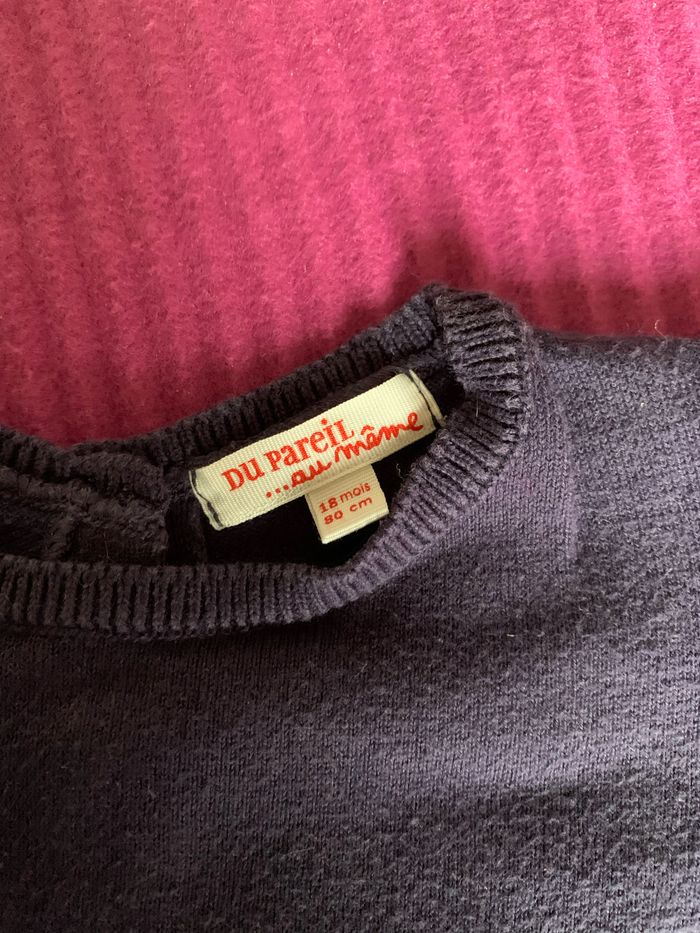 DU PAREIL
...au même
18 mois
80 cm